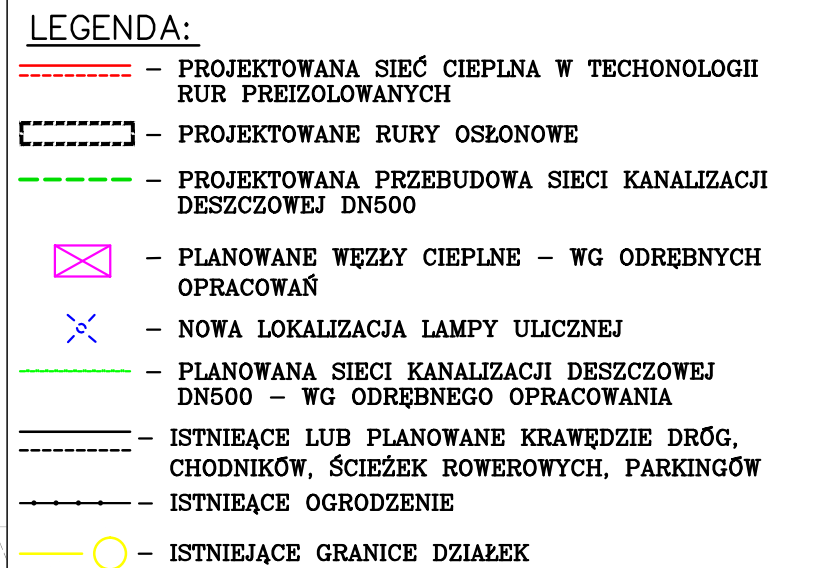 LEGENDA:
– PROJEKTOWANA SIEĆ CIEPLNA W TECHONOLOGII
RUR PREIZOLOWANYCH
– PROJEKTOWANE RURY OSŁONOWE
– PROJEKTOWANA PRZEBUDOWA SIECI KANALIZACJI
DESZCZOWEJ DN500
– PLANOWANE WĘZŁY CIEPLNE – WG ODRĘBNYCH
OPRACOWAŃ
– NOWA LOKALIZACJA LAMPY ULICZNEJ
– PLANOWANA SIECI KANALIZACJI DESZCZOWEJ
DN500 – WG ODRĘBNEGO OPRACOWANIA
– ISTNIEĄCE LUB PLANOWANE KRAWĘDZIE DRÓG,
CHODNIKÓW, ŚCIEŻEK ROWEROWYCH, PARKINGÓW
– ISTNIEĄCE OGRODZENIE
– ISTNIEJĄCE GRANICE DZIAŁEK